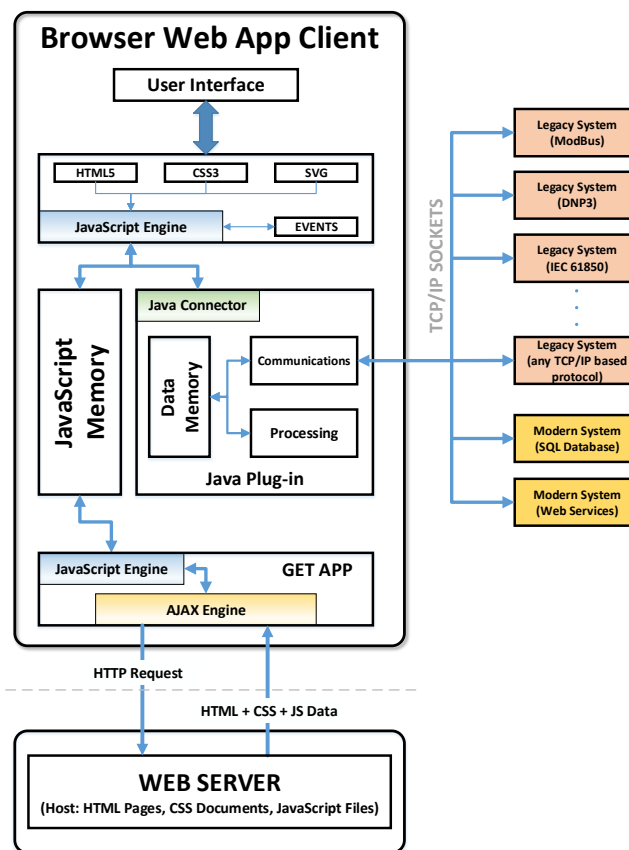 Browser Web App Client
User Interface
HTML5
CSS3
SVG
JavaScript Engine
EVENTS
JavaScript
Memory
Java Connector
Data
Memory
Communications
Processing
Java Plug-in
JavaScript Engine
GET APP
AJAX Engine
HTTP Request
HTML + CSS + JS Data
WEB SERVER
(Host: HTML Pages, CSS Documents, JavaScript Files)
TCP/IP SOCKETS
Legacy System
(ModBus)
Legacy System
(DNP3)
Legacy System
(IEC 61850)
Legacy System
(any TCP/IP based
protocol)
Modern System
(SQL Database)
Modern System
(Web Services)